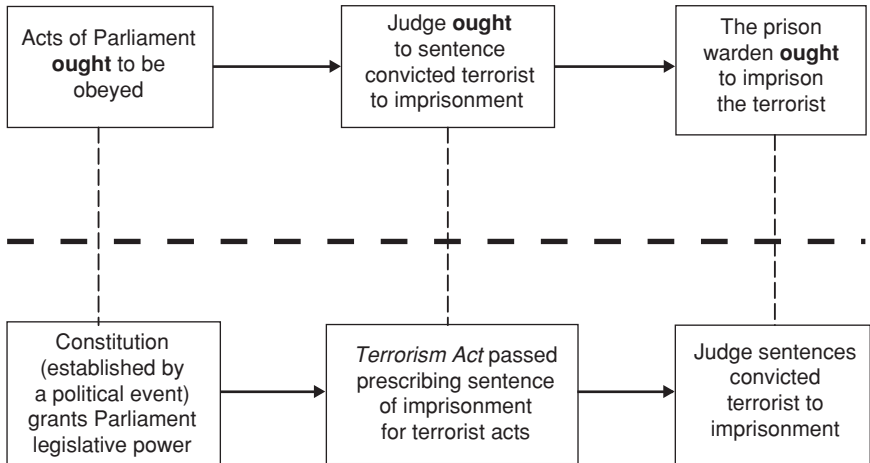 Acts of Parliament
ought to be
obeyed
Judge ought
to sentence
convicted terrorist
to imprisonment
The prison
warden ought
to imprison
the terrorist
Constitution
(established by
a political event)
grants Parliament
legislative power
Terrorism Act passed
prescribing sentence
of imprisonment
for terrorist acts
Judge sentences
convicted
terrorist to
imprisonment